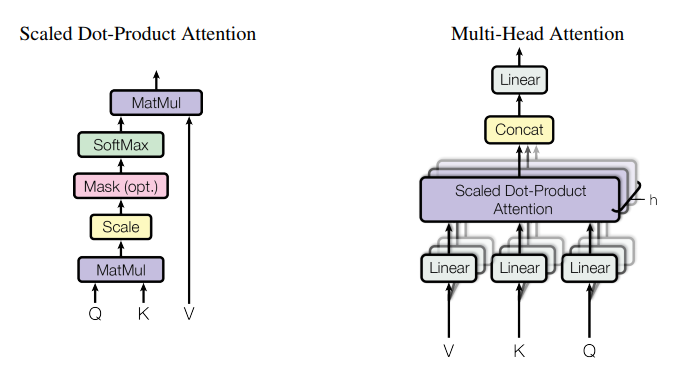 Scaled Dot-Product Attention
MatMul
SoftMax
Mask (opt.)
Scale
MatMul
Q K V
Multi-Head Attention
Linear
Concat
Scaled Dot-Product
Attention
h
Linear Linear Linear
V K Q